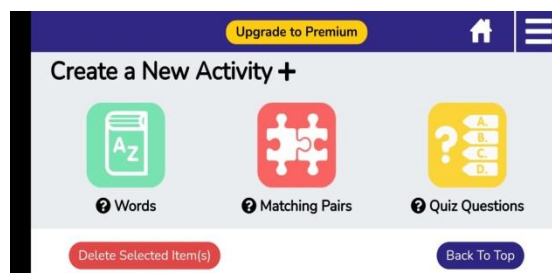 Upgrade to Premium
Create a New Activity +
A Z
? A. B. C. D.
? Words
? Matching Pairs
? Quiz Questions
Delete Selected Item(s)
Back To Top